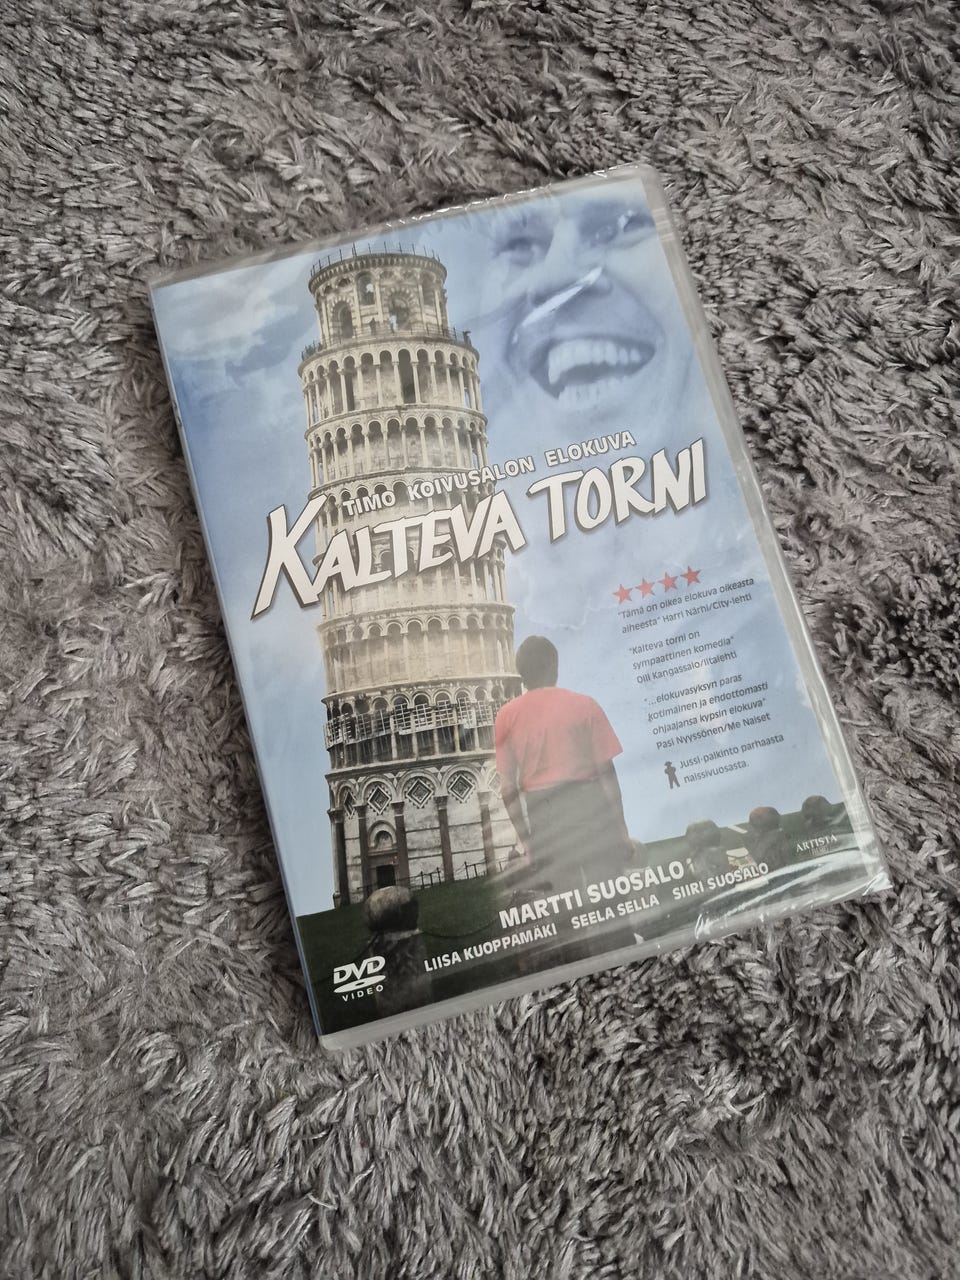 TIMO KOIVUSALON ELOKUVA
KALTEVA TORNI
"Tämä on oikea elokuva oikeasta
aiheesta" Harri Närhi/City-lehti
"Kalteva torni on
sympaattinen komedia"
Olli Kangassalo/Iltalehti
"...elokuvasyksyn paras
kotimainen ja ehdottomasti
ohjaajansa kypsin elokuva"
Pasi Nyyssönen/Me Naiset
Jussi-palkinto parhaasta
naissivuosasta.
ARTISTA
MARTTI SUOSALO
LIISA KUOPPAMÄKI SEELA SELLA SIIRI SUOSALO
DVD
VIDEO